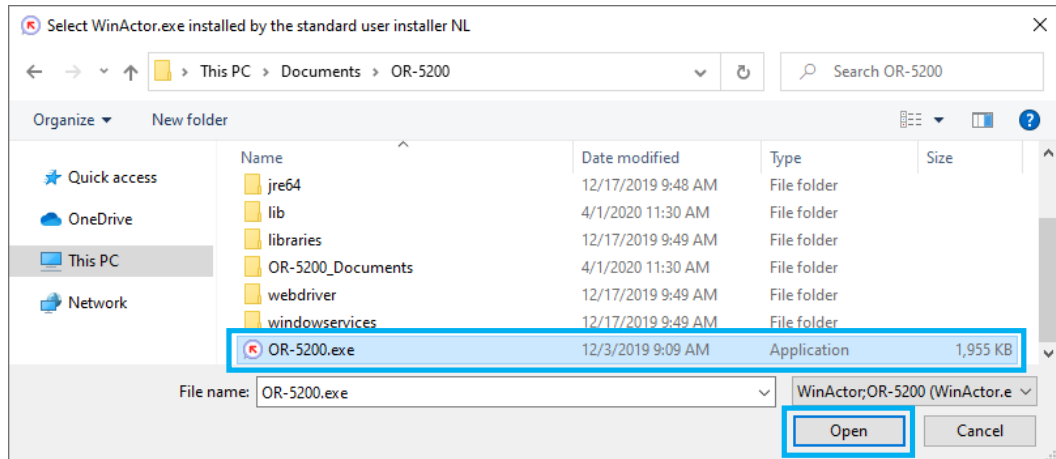 Select WinActor.exe installed by the standard user installer NL
This PC > Documents > OR-5200
Search OR-5200
Organize
New folder
Name Date modified Type Size
Quick access
OneDrive
This PC
Network
jre64 12/17/2019 9:48 AM File folder
lib 4/1/2020 11:30 AM File folder
libraries 12/17/2019 9:49 AM File folder
OR-5200_Documents 4/1/2020 11:30 AM File folder
webdriver 12/17/2019 9:49 AM File folder
windowservices 12/17/2019 9:49 AM File folder
OR-5200.exe 12/3/2019 9:09 AM Application 1,955 KB
File name: OR-5200.exe
WinActor;OR-5200 (WinActor.e
Open
Cancel